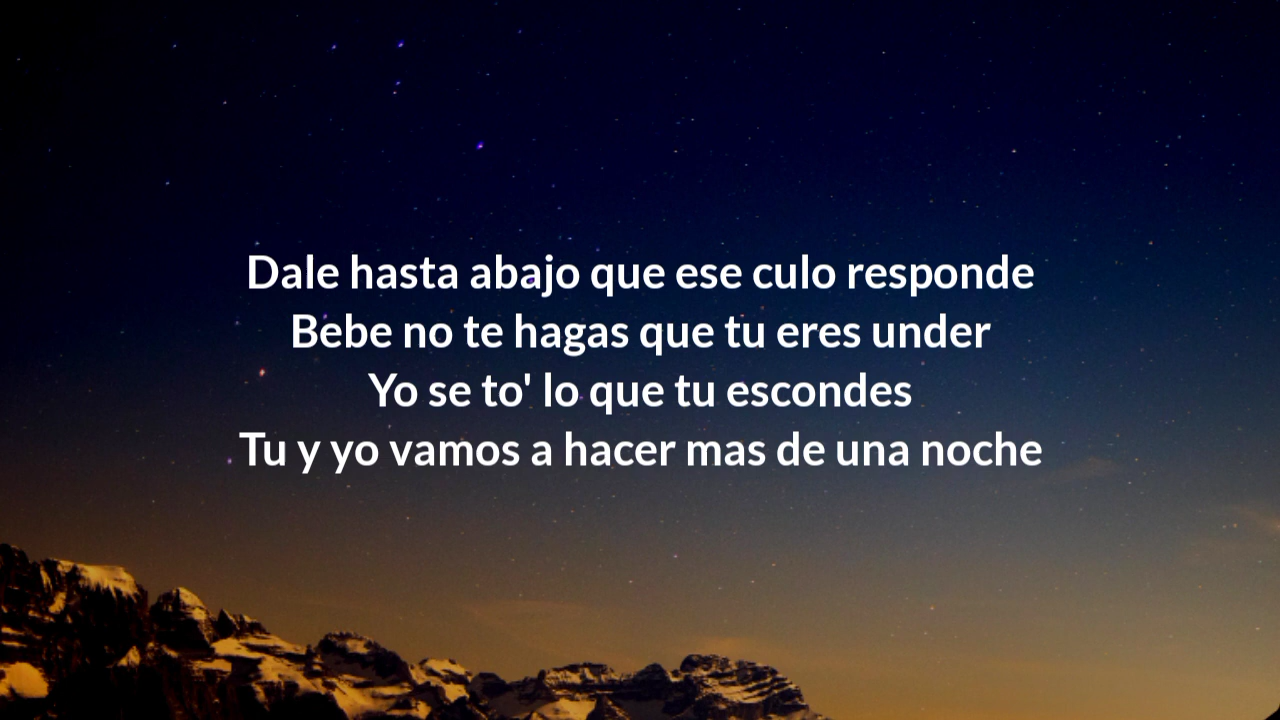 Dale hasta abajo que ese culo responde
Bebe no te hagas que tu eres under
Yo se to' lo que tu escondes
Tu y yo vamos a hacer mas de una noche